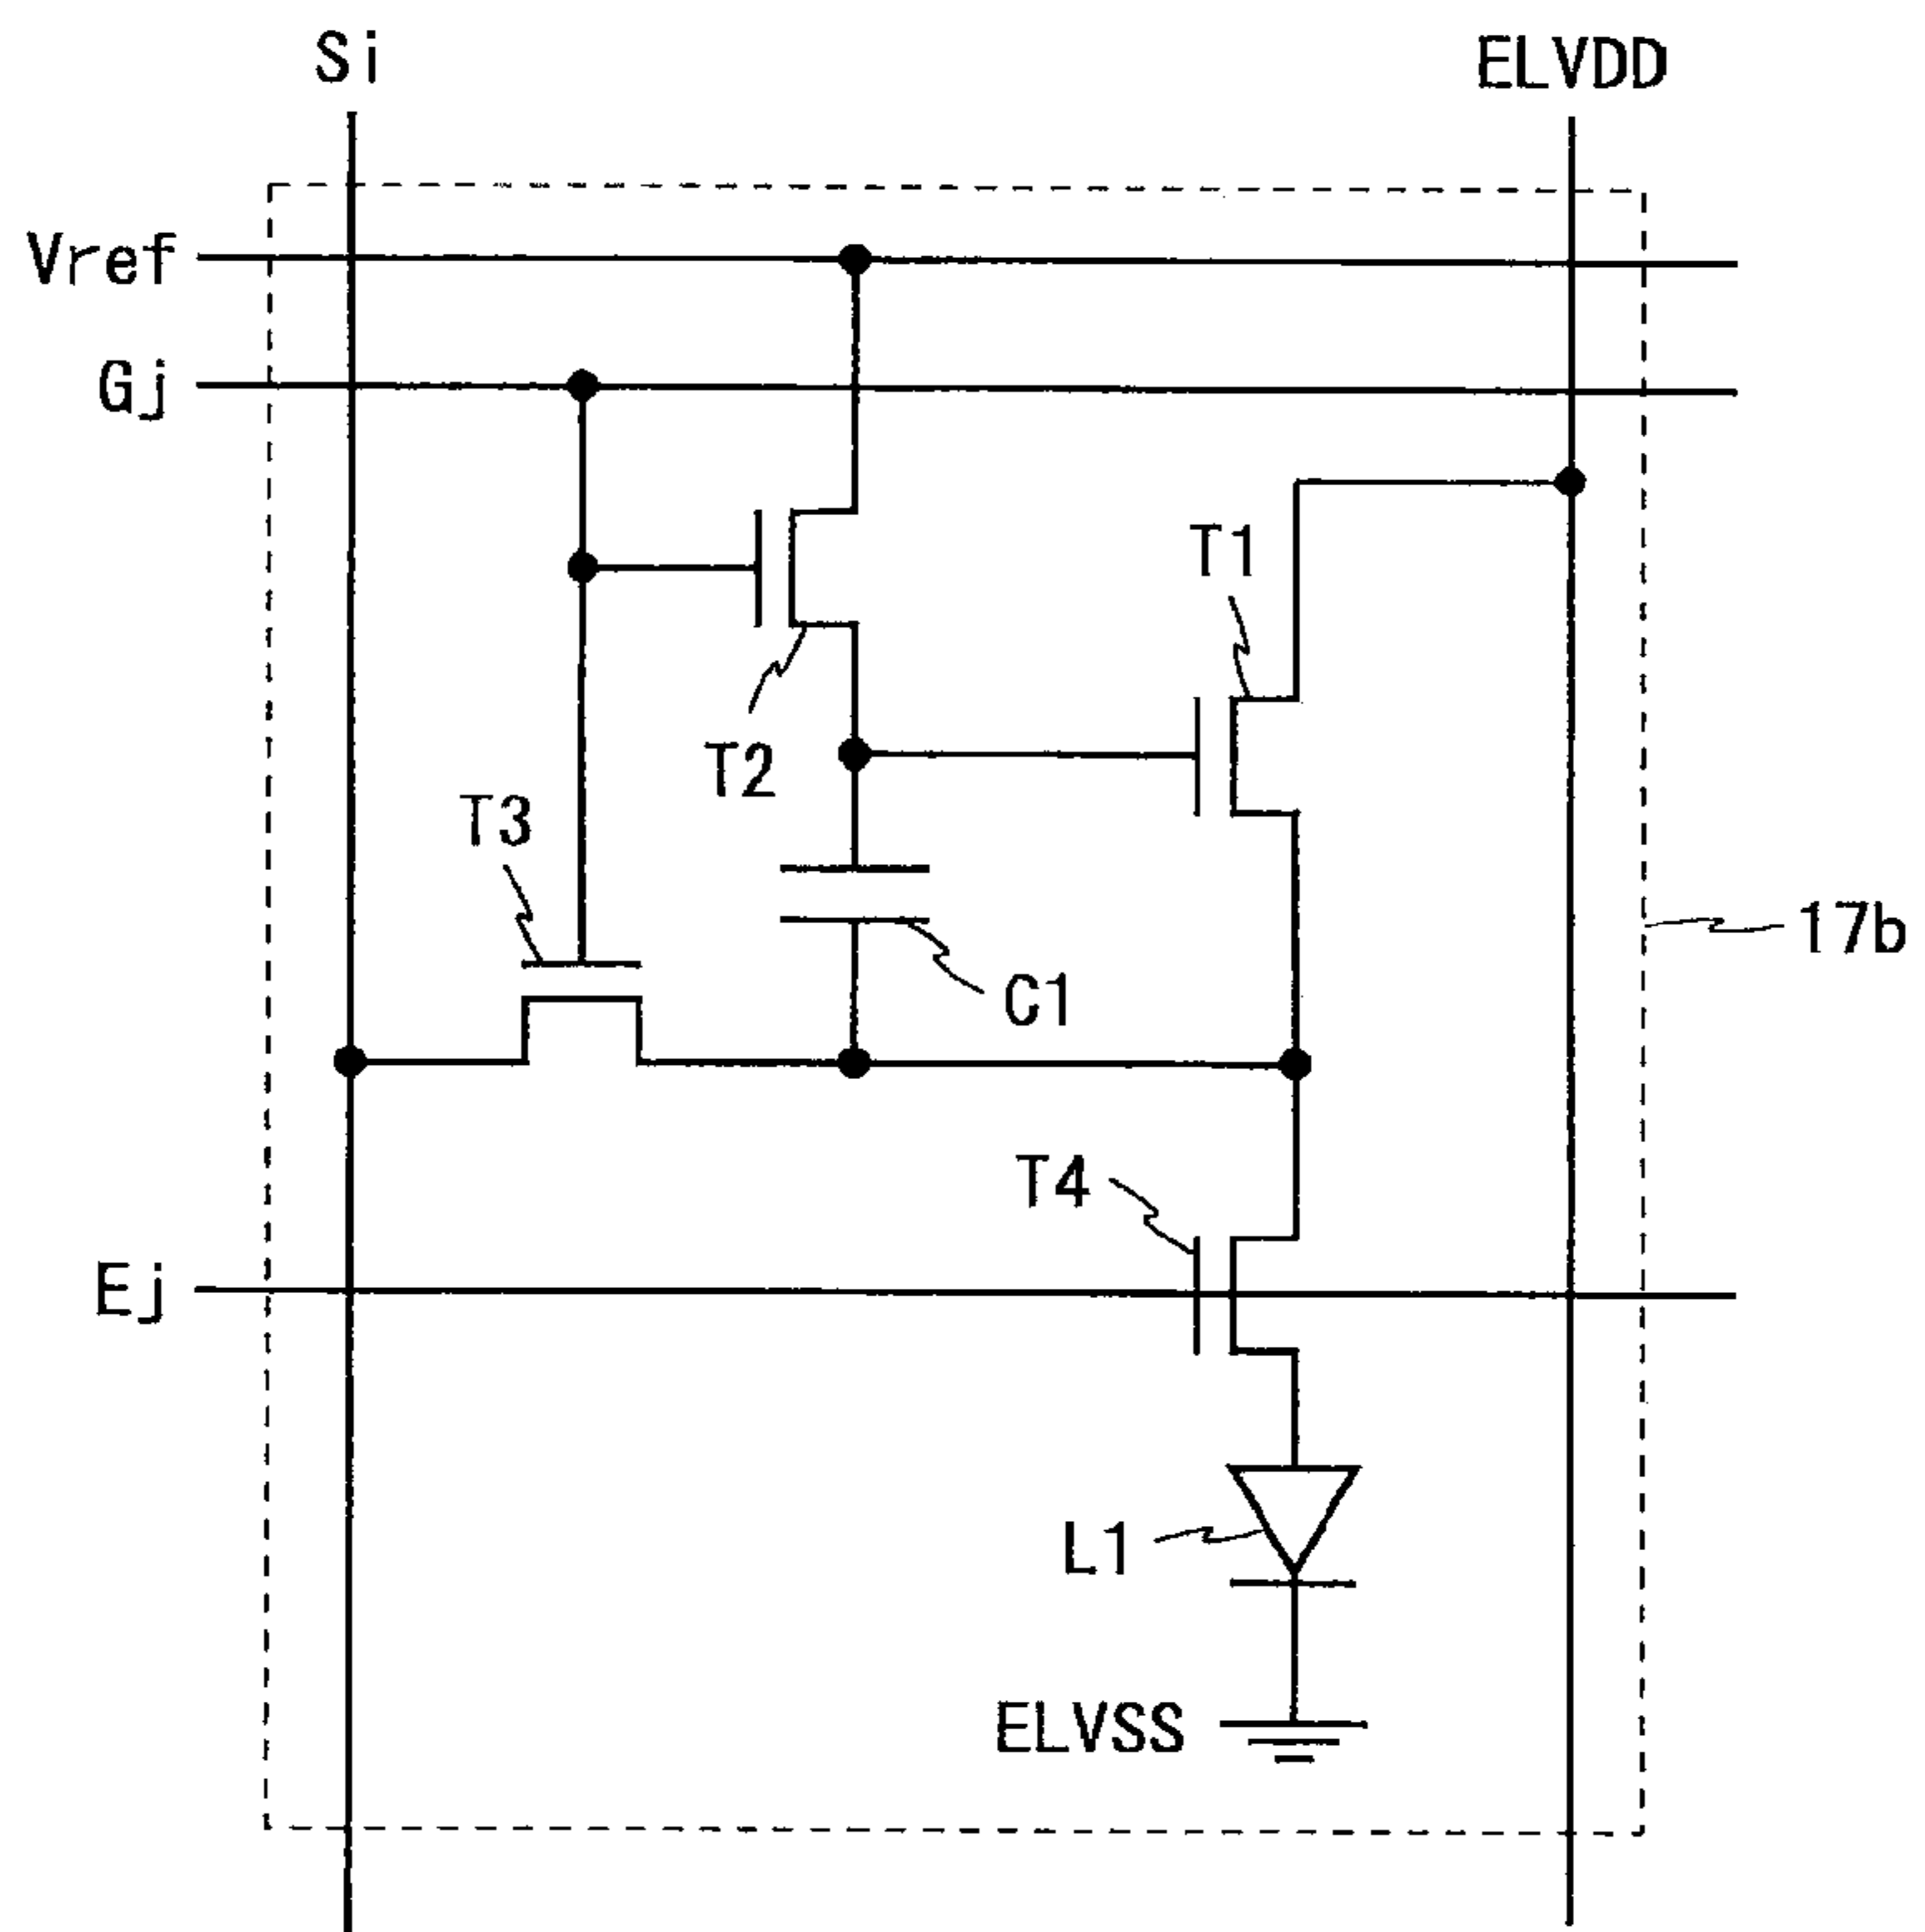 Si
ELVDD
Vref
Gj
T1
T2
T3
17b
C1
T4
Ej
L1
ELVSS